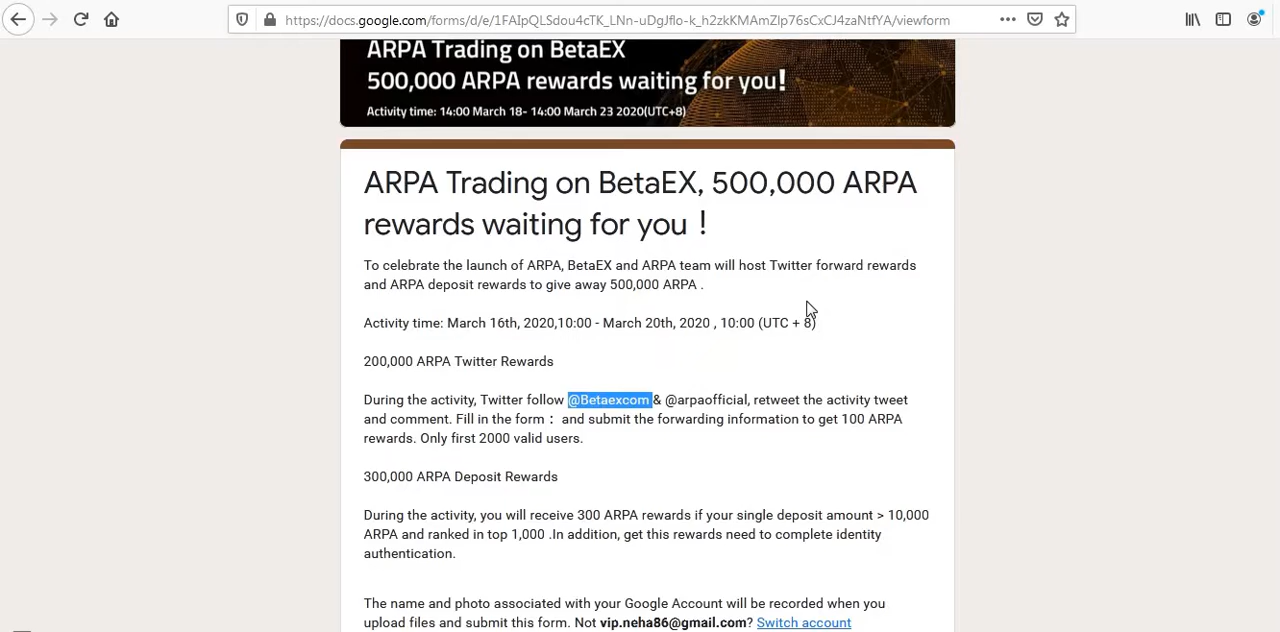 https://docs.google.com/forms/d/e/1FAIpQLSdou4cTK_LNn-uDgJflo-k_h2zkKMAmZlp76sCxCJ4zaNtfYA/viewform
ARPA Trading on BetaEX
500,000 ARPA rewards waiting for you!
Activity time: 14:00 March 18- 14:00 March 23 2020(UTC+8)
ARPA Trading on BetaEX, 500,000 ARPA
rewards waiting for you！
To celebrate the launch of ARPA, BetaEX and ARPA team will host Twitter forward rewards
and ARPA deposit rewards to give away 500,000 ARPA .
Activity time: March 16th, 2020,10:00 - March 20th, 2020 , 10:00 (UTC + 8)
200,000 ARPA Twitter Rewards
During the activity, Twitter follow @Betaexcom & @arpaofficial, retweet the activity tweet
and comment. Fill in the form： and submit the forwarding information to get 100 ARPA
rewards. Only first 2000 valid users.
300,000 ARPA Deposit Rewards
During the activity, you will receive 300 ARPA rewards if your single deposit amount > 10,000
ARPA and ranked in top 1,000 .In addition, get this rewards need to complete identity
authentication.
The name and photo associated with your Google Account will be recorded when you
upload files and submit this form. Not vip.neha86@gmail.com? Switch account